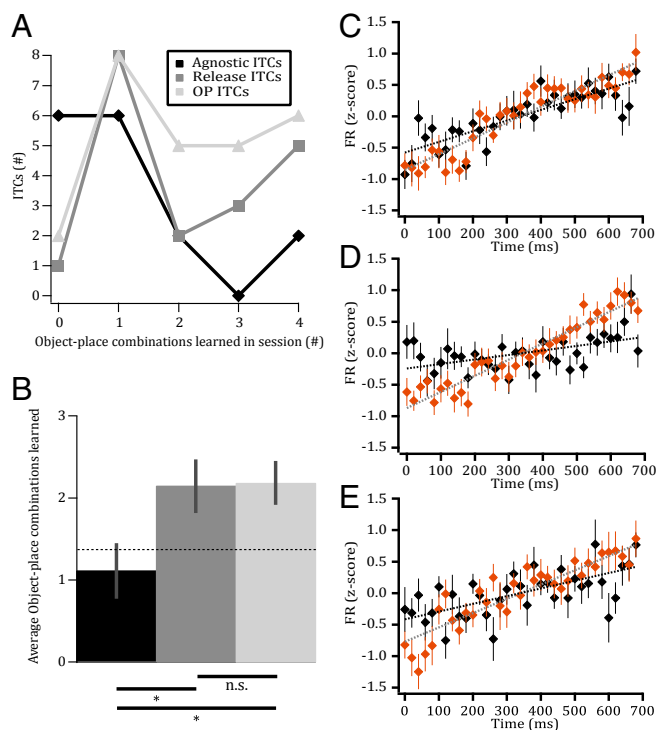 A
8
7
6
5
4
3
2
1
0
ITCs (#)
Agnostic ITCs
Release ITCs
OP ITCs
0 1 2 3 4
Object-place combinations learned in session (#)
B
3
2
1
0
Average Object-place combinations learned
*
n.s.
*
C
1.5
1.0
0.5
0.0
-0.5
-1.0
-1.5
FR (z-score)
0 100 200 300 400 500 600 700
Time (ms)
D
1.5
1.0
0.5
0.0
-0.5
-1.0
-1.5
FR (z-score)
0 100 200 300 400 500 600 700
Time (ms)
E
1.5
1.0
0.5
0.0
-0.5
-1.0
-1.5
FR (z-score)
0 100 200 300 400 500 600 700
Time (ms)